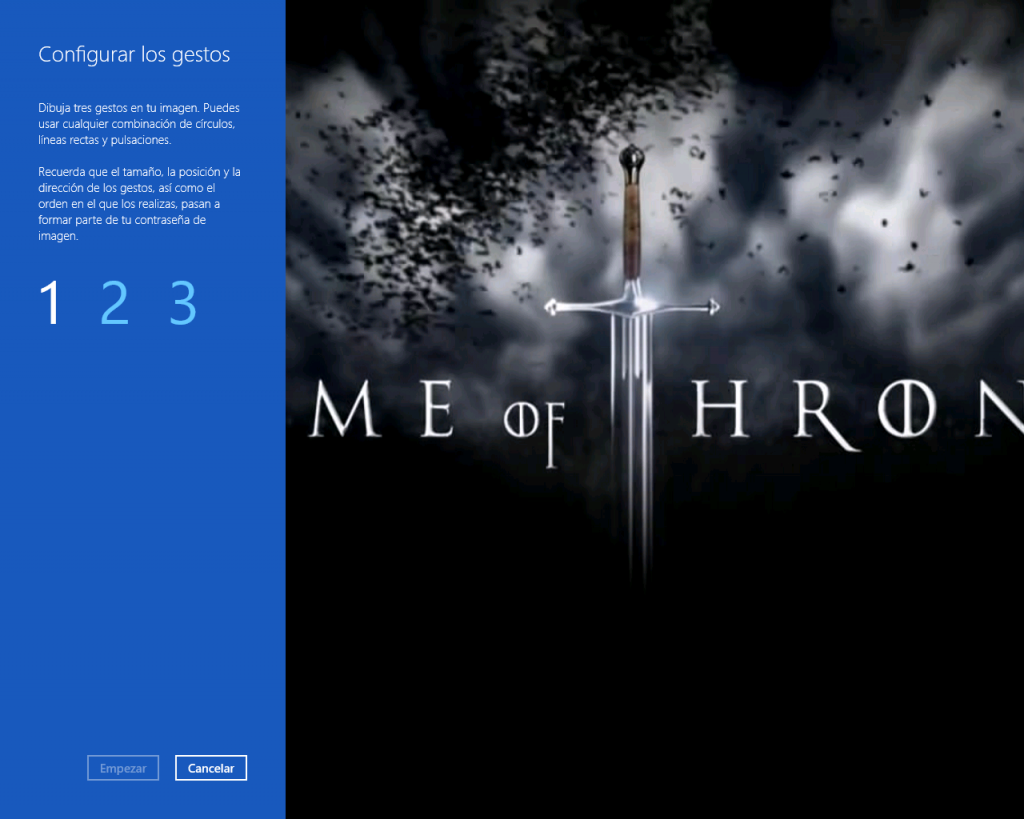 Configurar los gestos
Dibuja tres gestos en tu imagen. Puedes
usar cualquier combinación de círculos,
líneas rectas y pulsaciones.
Recuerda que el tamaño, la posición y la
dirección de los gestos, así como el
orden en el que los realizas, pasan a
formar parte de tu contraseña de
imagen.
1 2 3
ME OF HRON
Empezar Cancelar